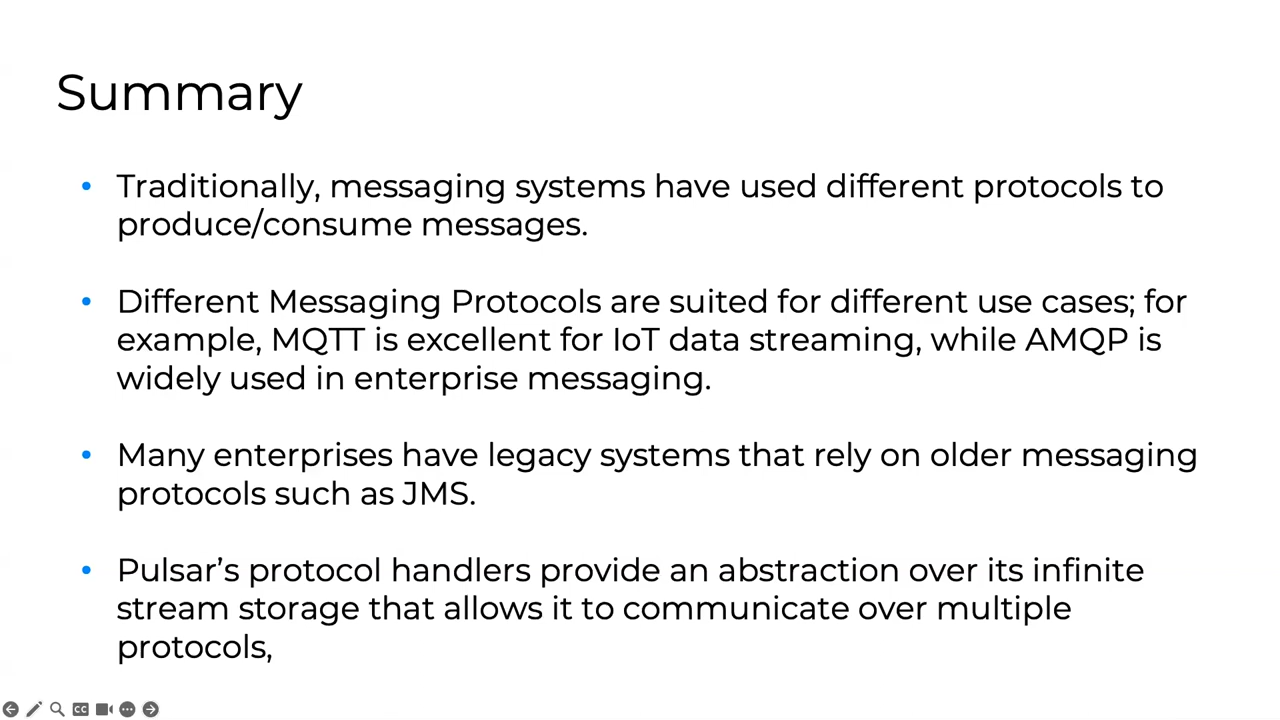 Summary
• Traditionally, messaging systems have used different protocols to
produce/consume messages.
• Different Messaging Protocols are suited for different use cases; for
example, MQTT is excellent for IoT data streaming, while AMQP is
widely used in enterprise messaging.
• Many enterprises have legacy systems that rely on older messaging
protocols such as JMS.
• Pulsar’s protocol handlers provide an abstraction over its infinite
stream storage that allows it to communicate over multiple
protocols,
CC